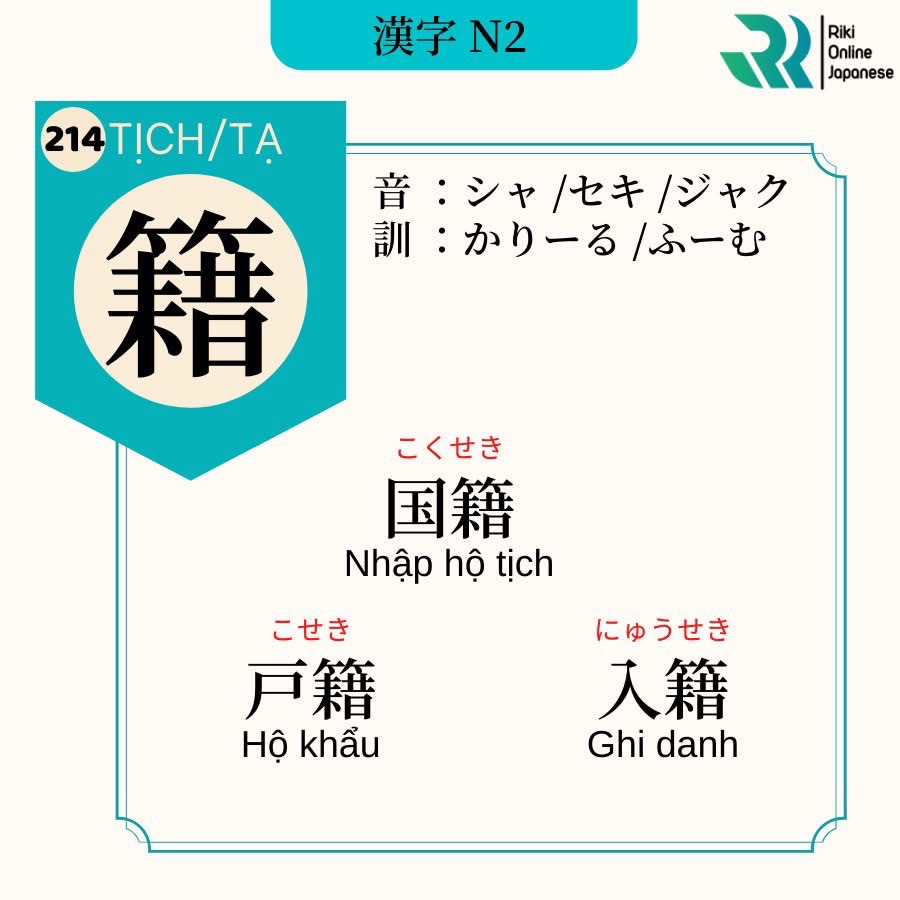 漢字 N2
Riki
Online
Japanese
214 TỊCH/TẠ
籍
音 ：シャ /セキ /ジャク
訓 ：かりーる /ふーむ
こくせき
国籍
Nhập hộ tịch
こせき
戸籍
Hộ khẩu
にゅうせき
入籍
Ghi danh